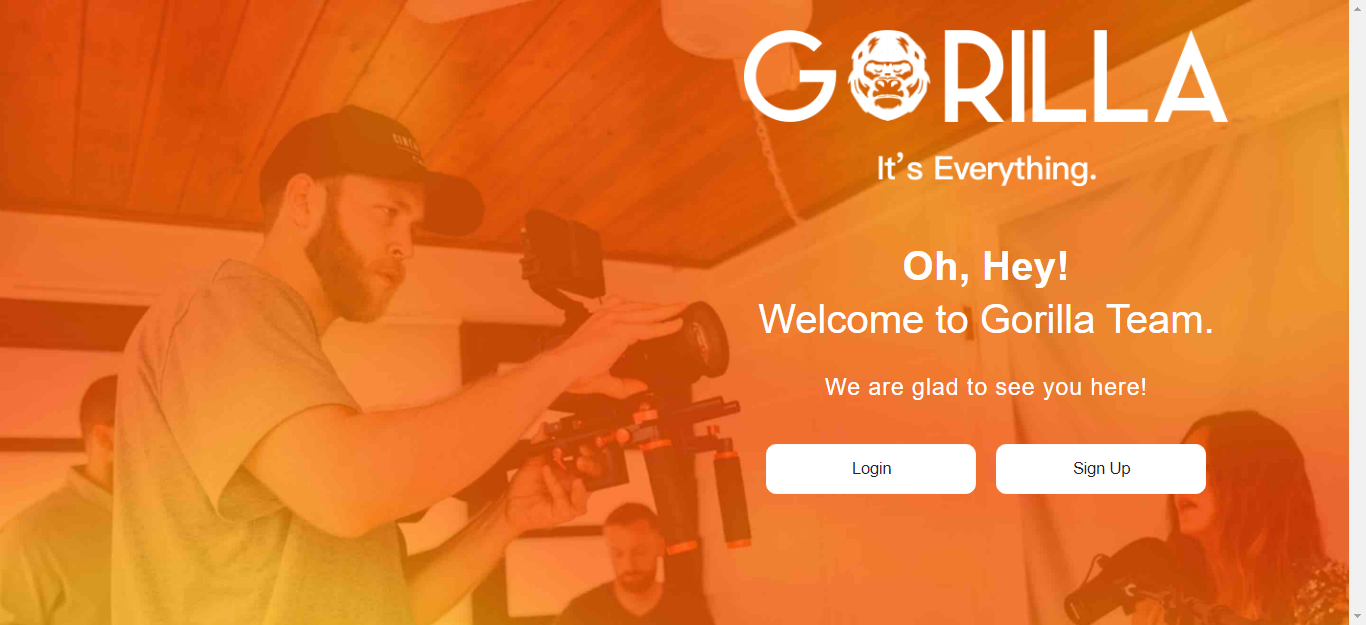 GORILLA
It's Everything.
Oh, Hey!
Welcome to Gorilla Team.
We are glad to see you here!
Login
Sign Up